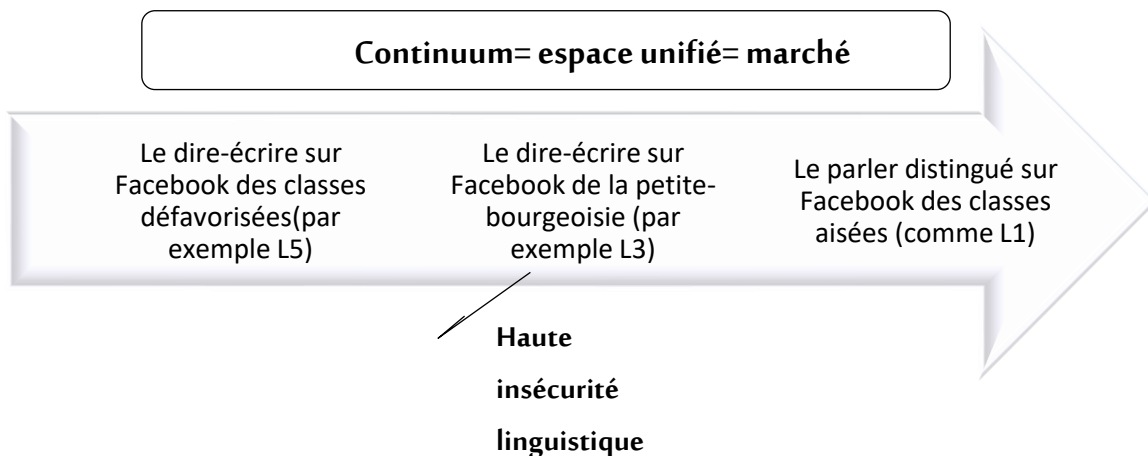 Continuum= espace unifié= marché
Le dire-écrire sur
Facebook des classes
défavorisées(par
exemple L5)
Le dire-écrire sur
Facebook de la petite-
bourgeoisie (par
exemple L3)
Le parler distingué sur
Facebook des classes
aisées (comme L1)
Haute
insécurité
linguistique